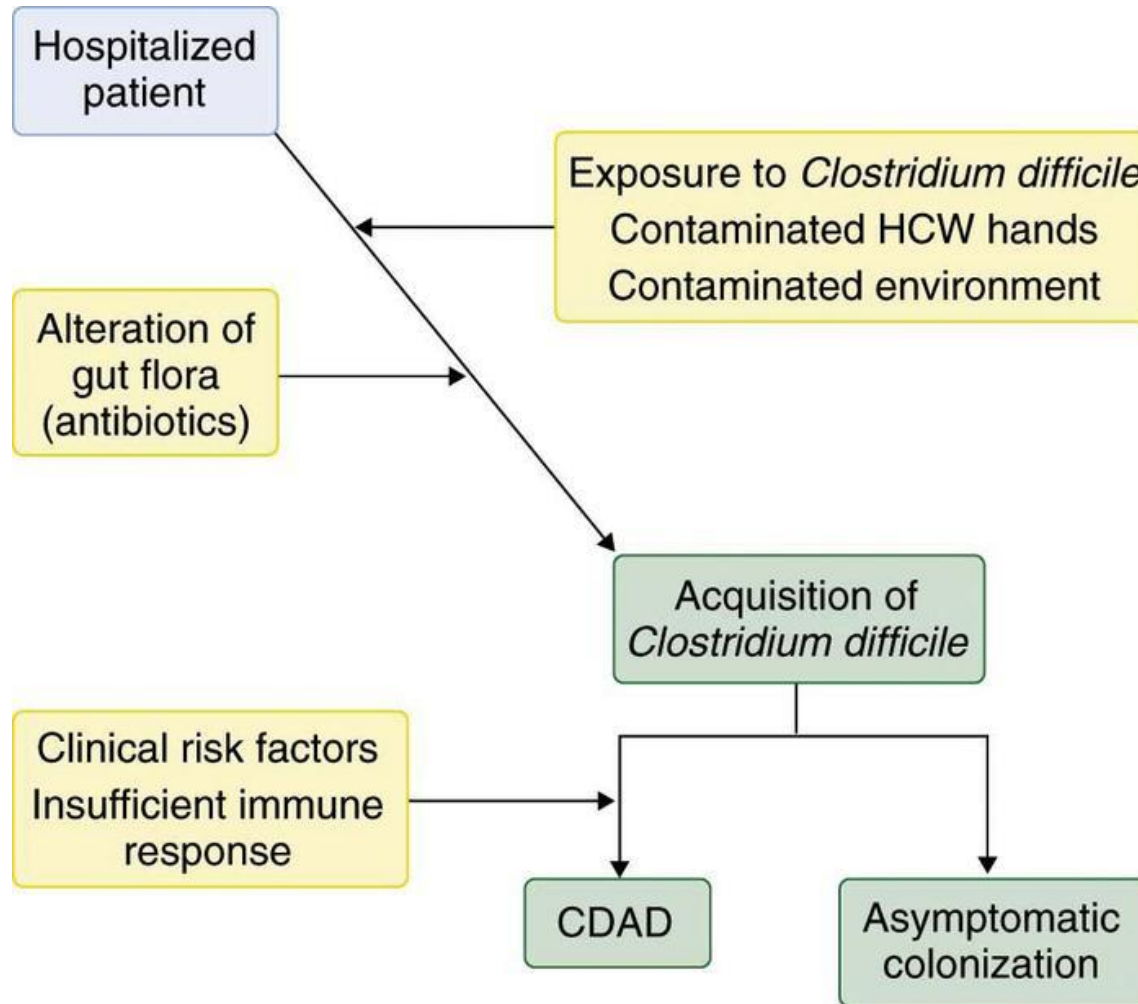 Hospitalized
patient
Exposure to Clostridium difficile
Contaminated HCW hands
Contaminated environment
Alteration of
gut flora
(antibiotics)
Acquisition of
Clostridium difficile
Clinical risk factors
Insufficient immune
response
CDAD
Asymptomatic
colonization